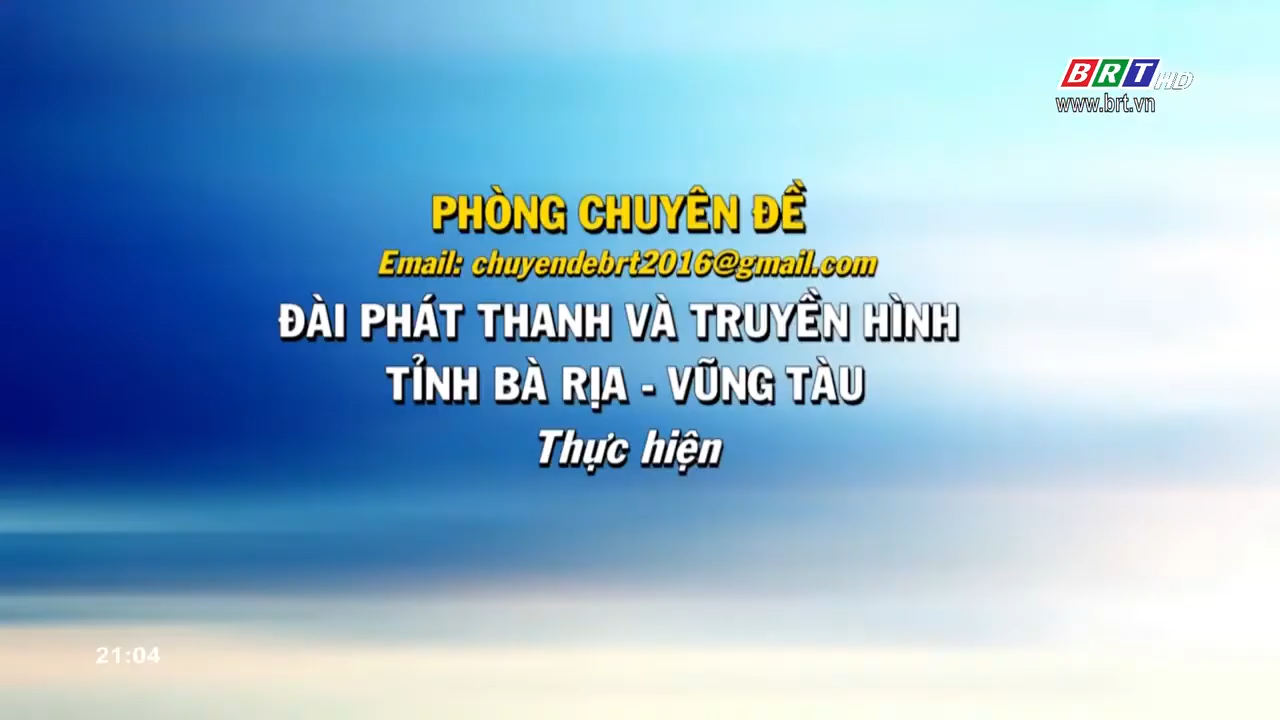 BRT HD
www.brt.vn
PHÒNG CHUYÊN ĐỀ
Email: chuyendebrt2016@gmail.com
ĐÀI PHÁT THANH VÀ TRUYỀN HÌNH
TỈNH BÀ RỊA - VŨNG TÀU
Thực hiện
21:04